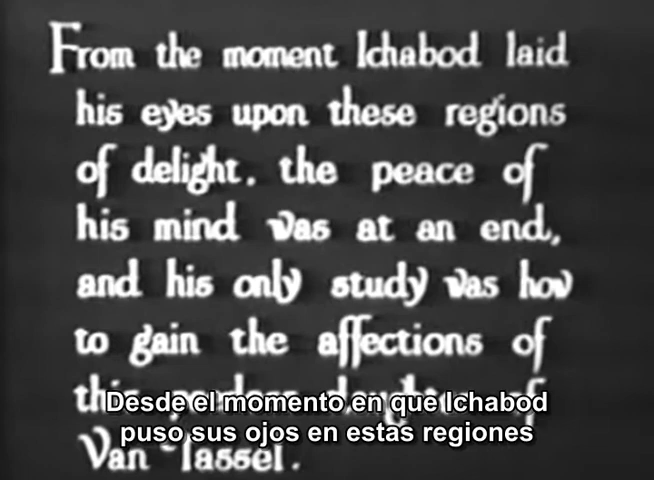 From the moment Ichabod laid
his eyes upon these regions
of delight. the peace of
his mind was at an end,
and his only study was how
to gain the affections of
of
Van Tassel.
Desde el momento en que Ichabod
puso sus ojos en estas regiones